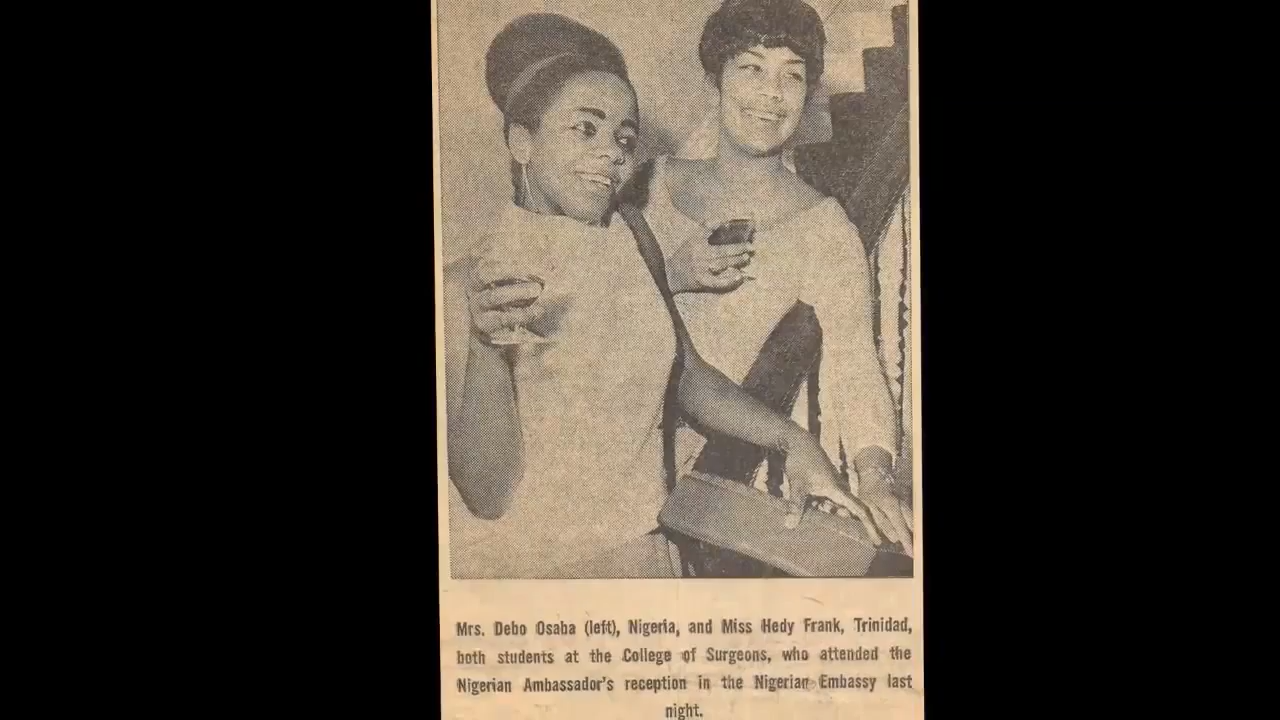 Mrs. Debo Osaba (left), Nigeria, and Miss Hedy Frank, Trinidad,
both students at the College of Surgeons, who attended the
Nigerian Ambassador's reception in the Nigerian Embassy last
night.